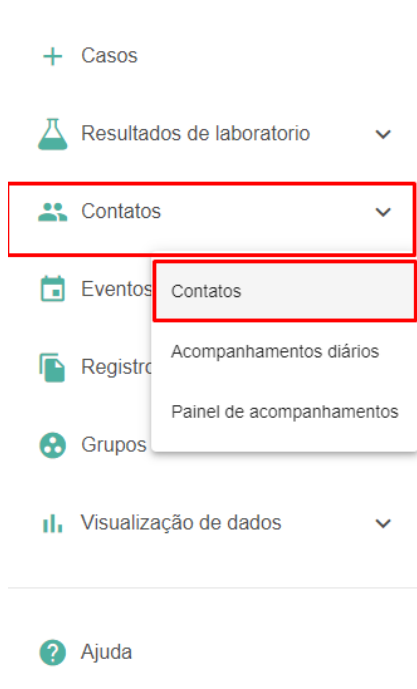 Casos
Resultados de laboratorio
Contatos
Eventos
Contatos
Acompanhamentos diários
Registro
Painel de acompanhamentos
Grupos
Visualização de dados
Ajuda